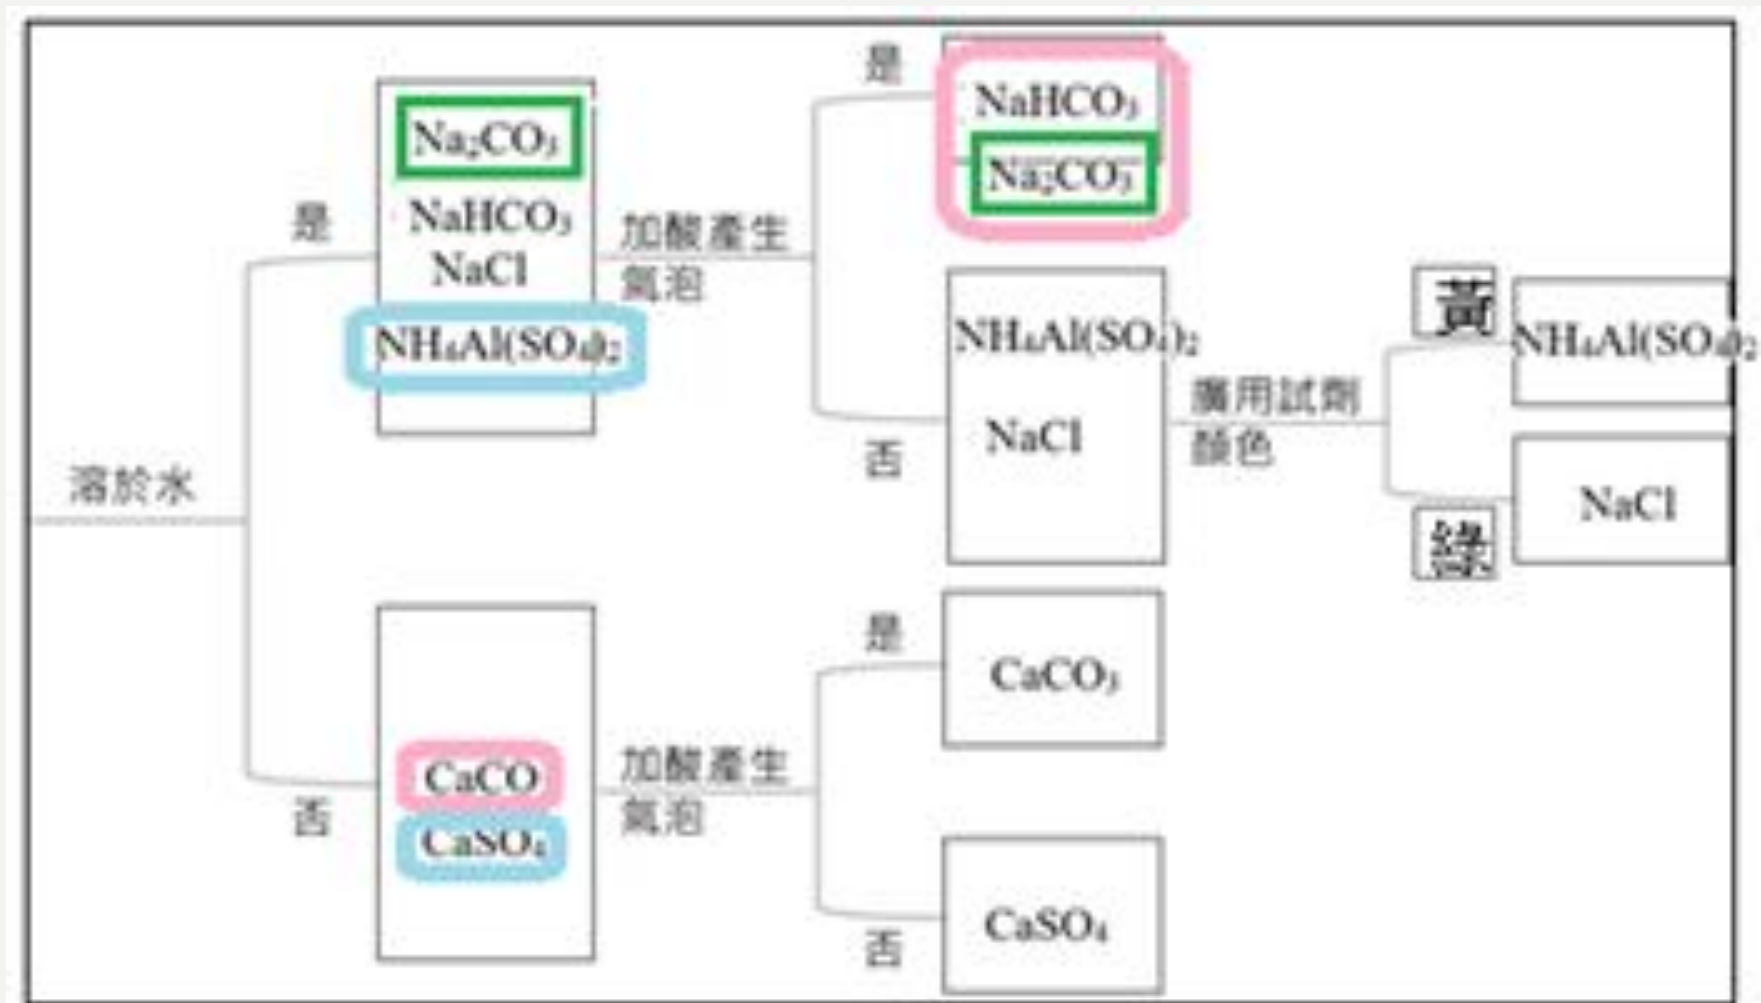 溶於水
是
Na₂CO₃
NaHCO₃
NaCl
NH₄Al(SO₄)₂
否
CaCO
CaSO₄
加酸產生
氣泡
是
NaHCO₃
Na₂CO₃
否
NH₄Al(SO₄)₂
NaCl
廣用試劑
顏色
黃
NH₄Al(SO₄)₂
綠
NaCl
加酸產生
氣泡
是
CaCO₃
否
CaSO₄